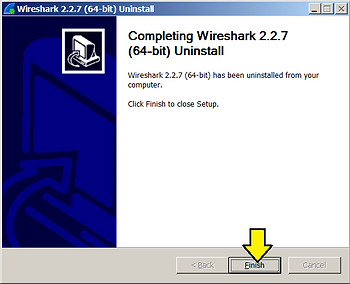 Wireshark 2.2.7 (64-bit) Uninstall
Completing Wireshark 2.2.7
(64-bit) Uninstall
Wireshark 2.2.7 (64-bit) has been uninstalled from your
computer.
Click Finish to close Setup.
< Back
Finish
Cancel